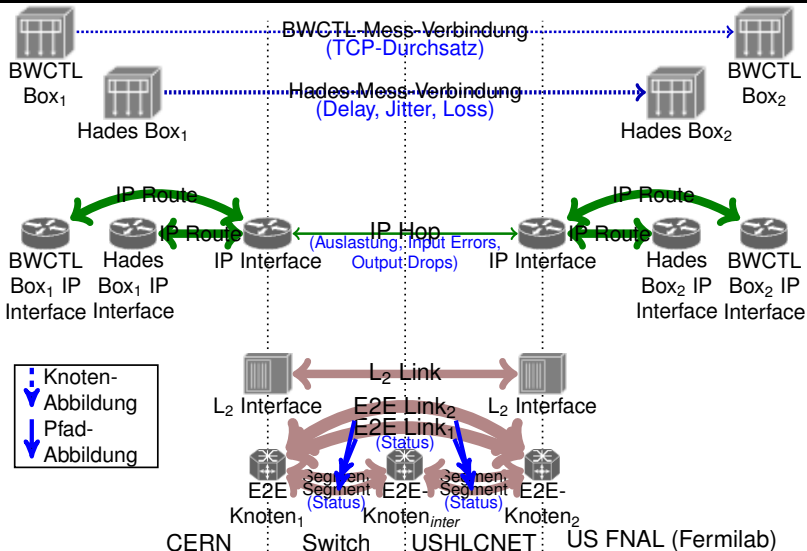 BWCTL-Mess-Verbindung
(TCP-Durchsatz)
BWCTL
Box1
BWCTL
Box2
Hades-Mess-Verbindung
(Delay, Jitter, Loss)
Hades Box1
Hades Box2
IP Route
IP Route
IP Route
IP Hop
IP Route
(Auslastung, Input Errors,
Output Drops)
BWCTL
Box1 IP
Interface
Hades
Box1 IP
Interface
IP Interface
IP Interface
Hades
Box2 IP
Interface
BWCTL
Box2 IP
Interface
L2 Link
L2 Interface
L2 Interface
Knoten-
Abbildung
Pfad-
Abbildung
E2E Link2
E2E Link1
(Status)
Segment
Segment
(Status)
Segment
Segment
(Status)
E2E
Knoten1
E2E-
Knoteninter
E2E-
Knoten2
CERN
Switch
USHLCNET
US FNAL (Fermilab)